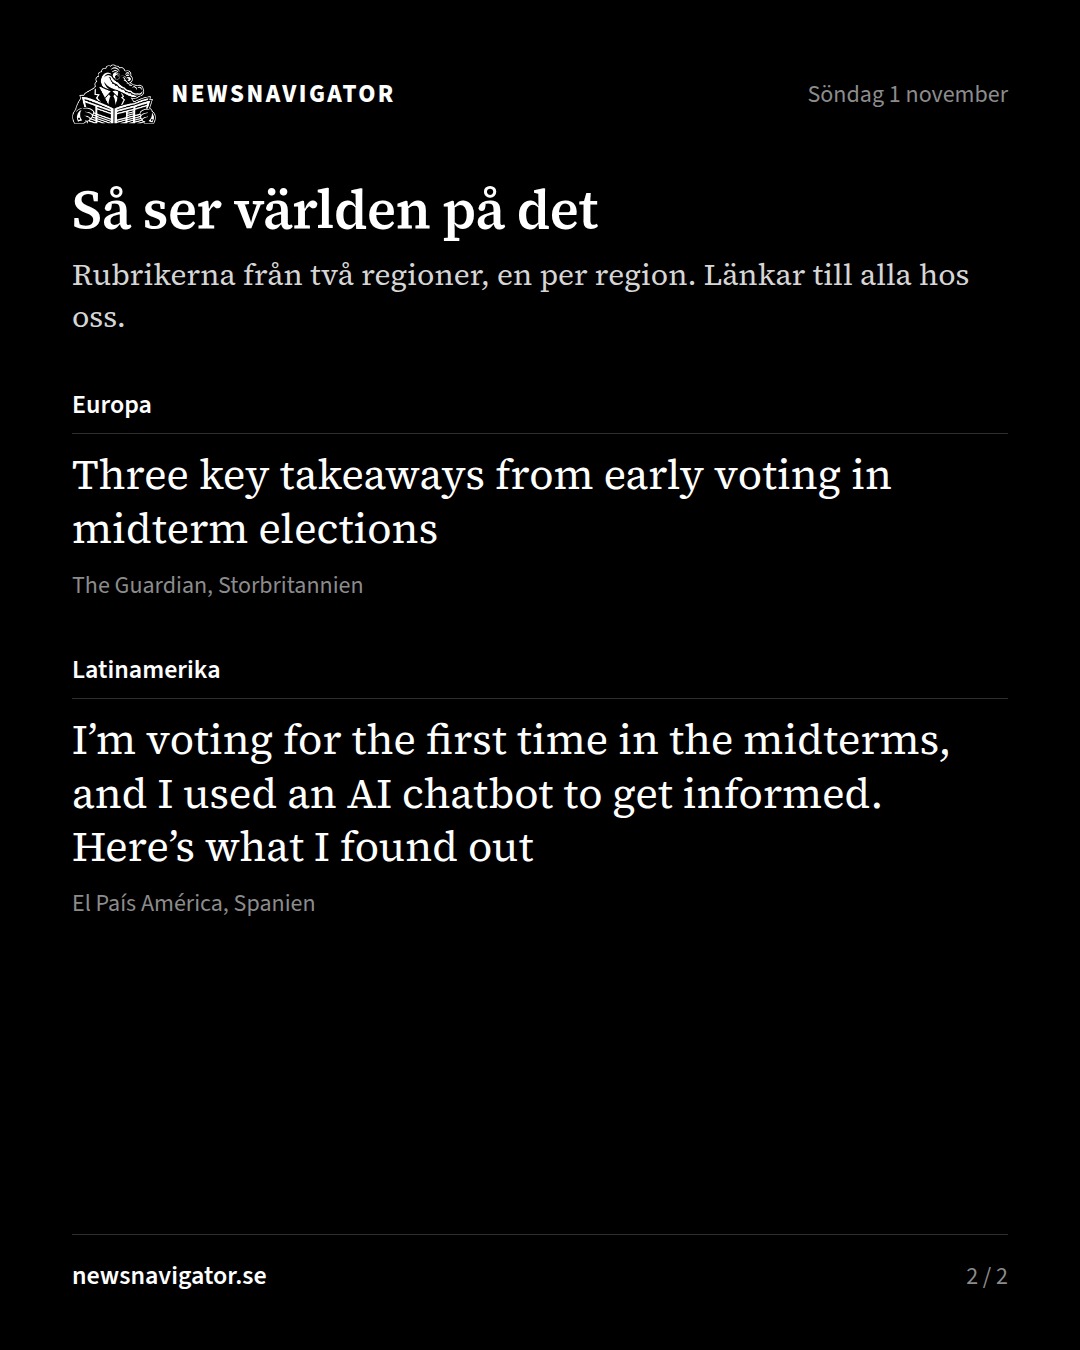 NEWSNAVIGATOR
Söndag 1 november
Så ser världen på det
Rubrikerna från två regioner, en per region. Länkar till alla hos
oss.
Europa
Three key takeaways from early voting in
midterm elections
The Guardian, Storbritannien
Latinamerika
I’m voting for the first time in the midterms,
and I used an AI chatbot to get informed.
Here’s what I found out
El País América, Spanien
newsnavigator.se
2 / 2